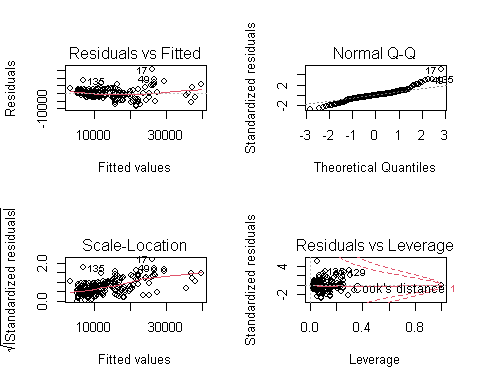 Residuals vs Fitted
Residuals
-10000
17
135
49
10000 30000
Fitted values
Normal Q-Q
Standardized residuals
-2 2
17
-3 -2 -1 0 1 2 3
Theoretical Quantiles
Scale-Location
√|Standardized residuals|
0.0 2.0
17
135
49
10000 30000
Fitted values
Residuals vs Leverage
Standardized residuals
-2 4
129
Cook's distance
1
0.0 0.4 0.8
Leverage